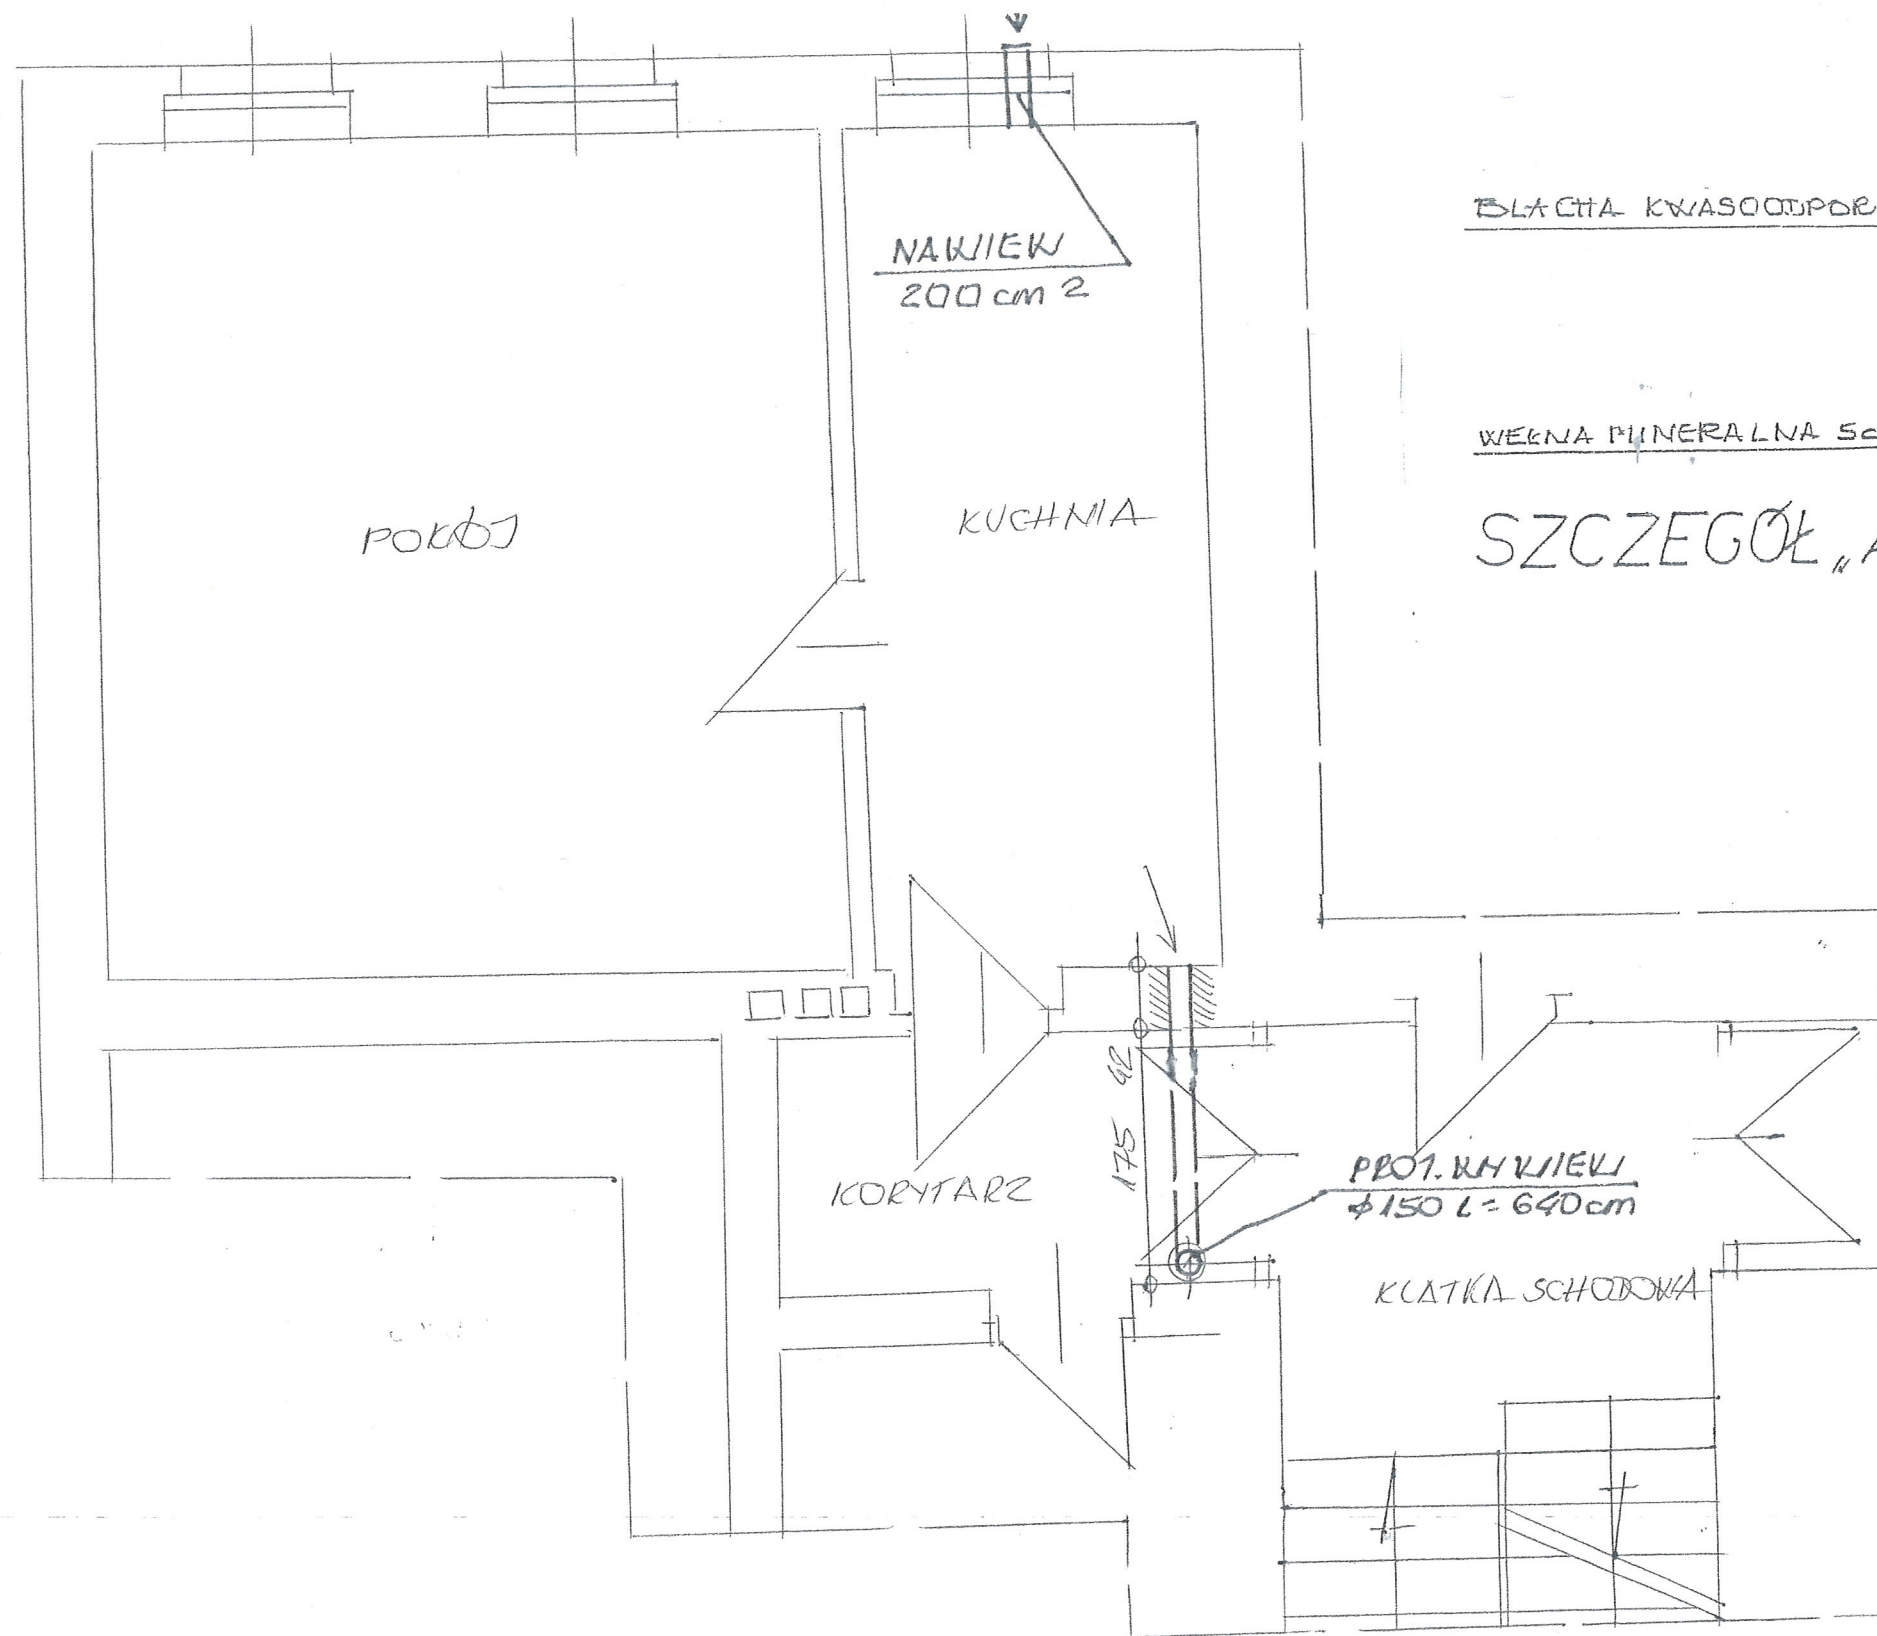 NAWIEW
200 cm 2
BLACHA KWASOODPOR
WEŁNA MINERALNA 5c
SZCZEGÓŁ „A
POKÓJ
KUCHNIA
42
175
KORYTARZ
PROJ.
φ150 L = 640cm
KLATKA SCHODOWA